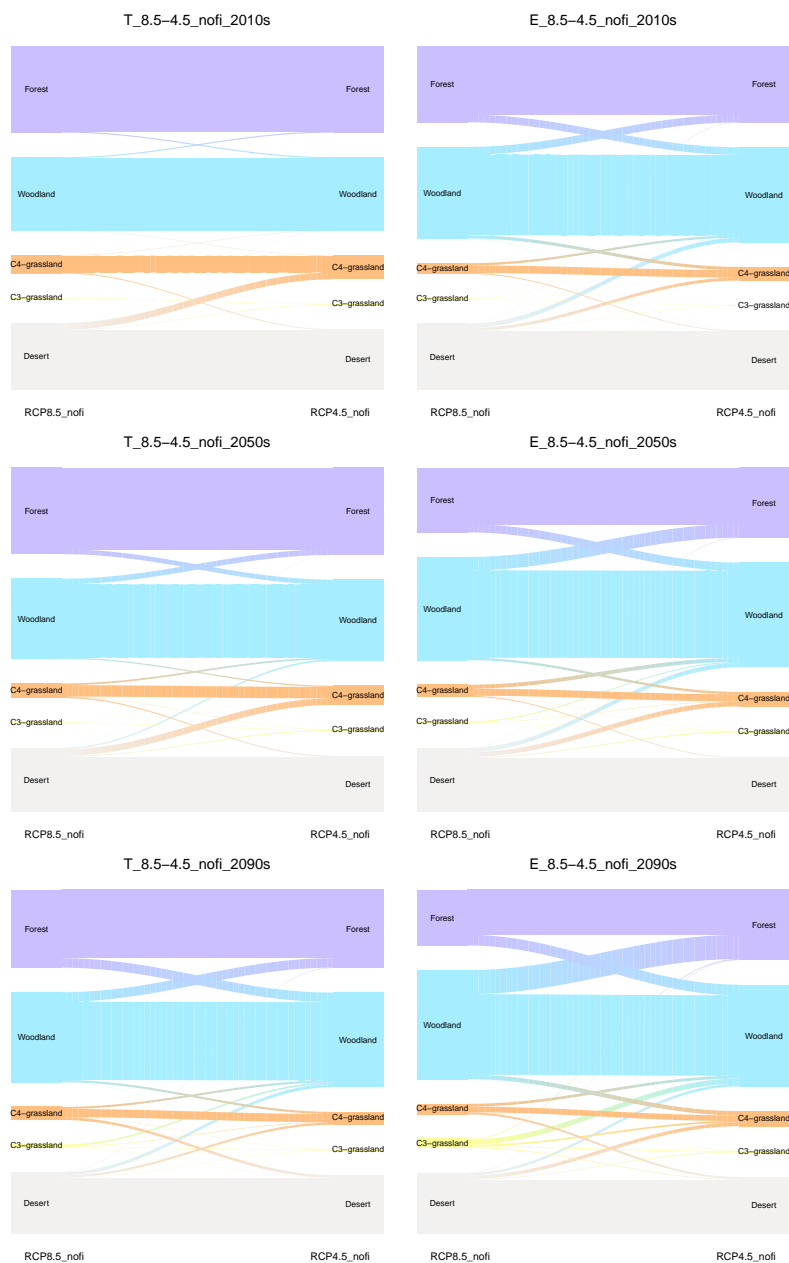 T_8.5−4.5_nofi_2010s
Forest
Forest
Woodland
Woodland
C4−grassland
C4−grassland
C3−grassland
C3−grassland
Desert
Desert
RCP8.5_nofi
RCP4.5_nofi
E_8.5−4.5_nofi_2010s
Forest
Forest
Woodland
Woodland
C4−grassland
C4−grassland
C3−grassland
C3−grassland
Desert
Desert
RCP8.5_nofi
RCP4.5_nofi
T_8.5−4.5_nofi_2050s
Forest
Forest
Woodland
Woodland
C4−grassland
C4−grassland
C3−grassland
C3−grassland
Desert
Desert
RCP8.5_nofi
RCP4.5_nofi
E_8.5−4.5_nofi_2050s
Forest
Forest
Woodland
Woodland
C4−grassland
C4−grassland
C3−grassland
C3−grassland
Desert
Desert
RCP8.5_nofi
RCP4.5_nofi
T_8.5−4.5_nofi_2090s
Forest
Forest
Woodland
Woodland
C4−grassland
C4−grassland
C3−grassland
C3−grassland
Desert
Desert
RCP8.5_nofi
RCP4.5_nofi
E_8.5−4.5_nofi_2090s
Forest
Forest
Woodland
Woodland
C4−grassland
C4−grassland
C3−grassland
C3−grassland
Desert
Desert
RCP8.5_nofi
RCP4.5_nofi